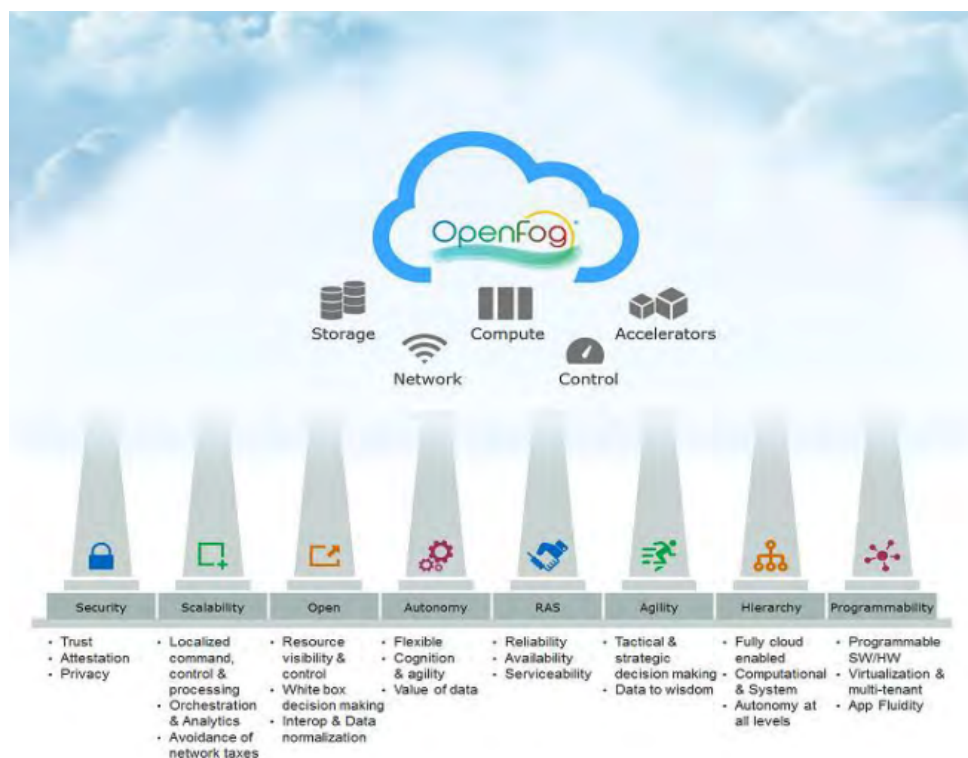 OpenFog
Storage
Compute
Accelerators
Network
Control
Security
Scalability
Open
Autonomy
RAS
Agility
Hierarchy
Programmability
• Trust
• Attestation
• Privacy
• Localized
command,
control &
processing
• Orchestration
& Analytics
• Avoidance of
network taxes
• Resource
visibility &
control
• White box
decision making
• Interop & Data
normalization
• Flexible
• Cognition
& agility
• Value of data
• Reliability
• Availability
• Serviceability
• Tactical &
strategic
decision making
• Data to wisdom
• Fully cloud
enabled
• Computational
& System
• Autonomy at
all levels
• Programmable
SW/HW
• Virtualization &
multi-tenant
• App Fluidity